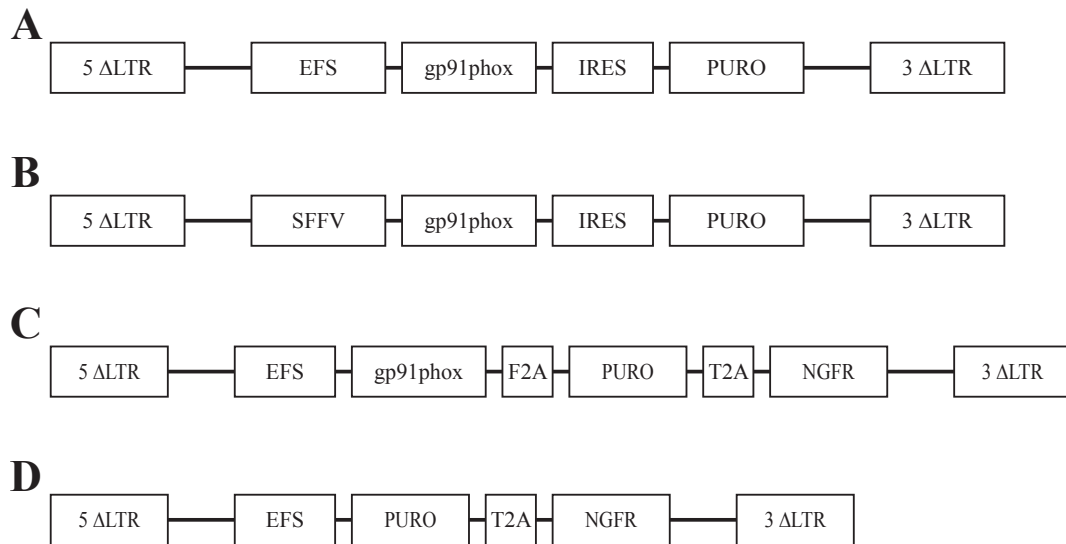 A
5 ΔLTR EFS gp91phox IRES PURO 3 ΔLTR
B
5 ΔLTR SFFV gp91phox IRES PURO 3 ΔLTR
C
5 ΔLTR EFS gp91phox F2A PURO T2A NGFR 3 ΔLTR
D
5 ΔLTR EFS PURO T2A NGFR 3 ΔLTR